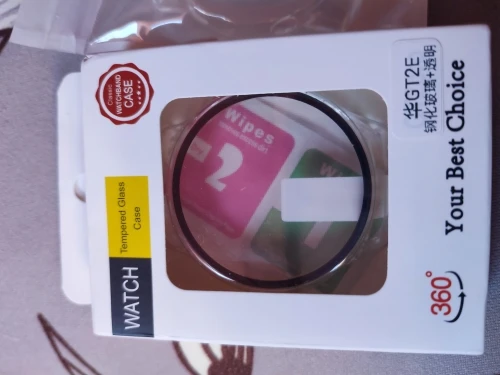 Classic
WATCHBAND
CASE
华GT2E
钢化玻璃+透明
Wipes
2
W
Tempered Glass
Case
WATCH
Your Best Choice
360°